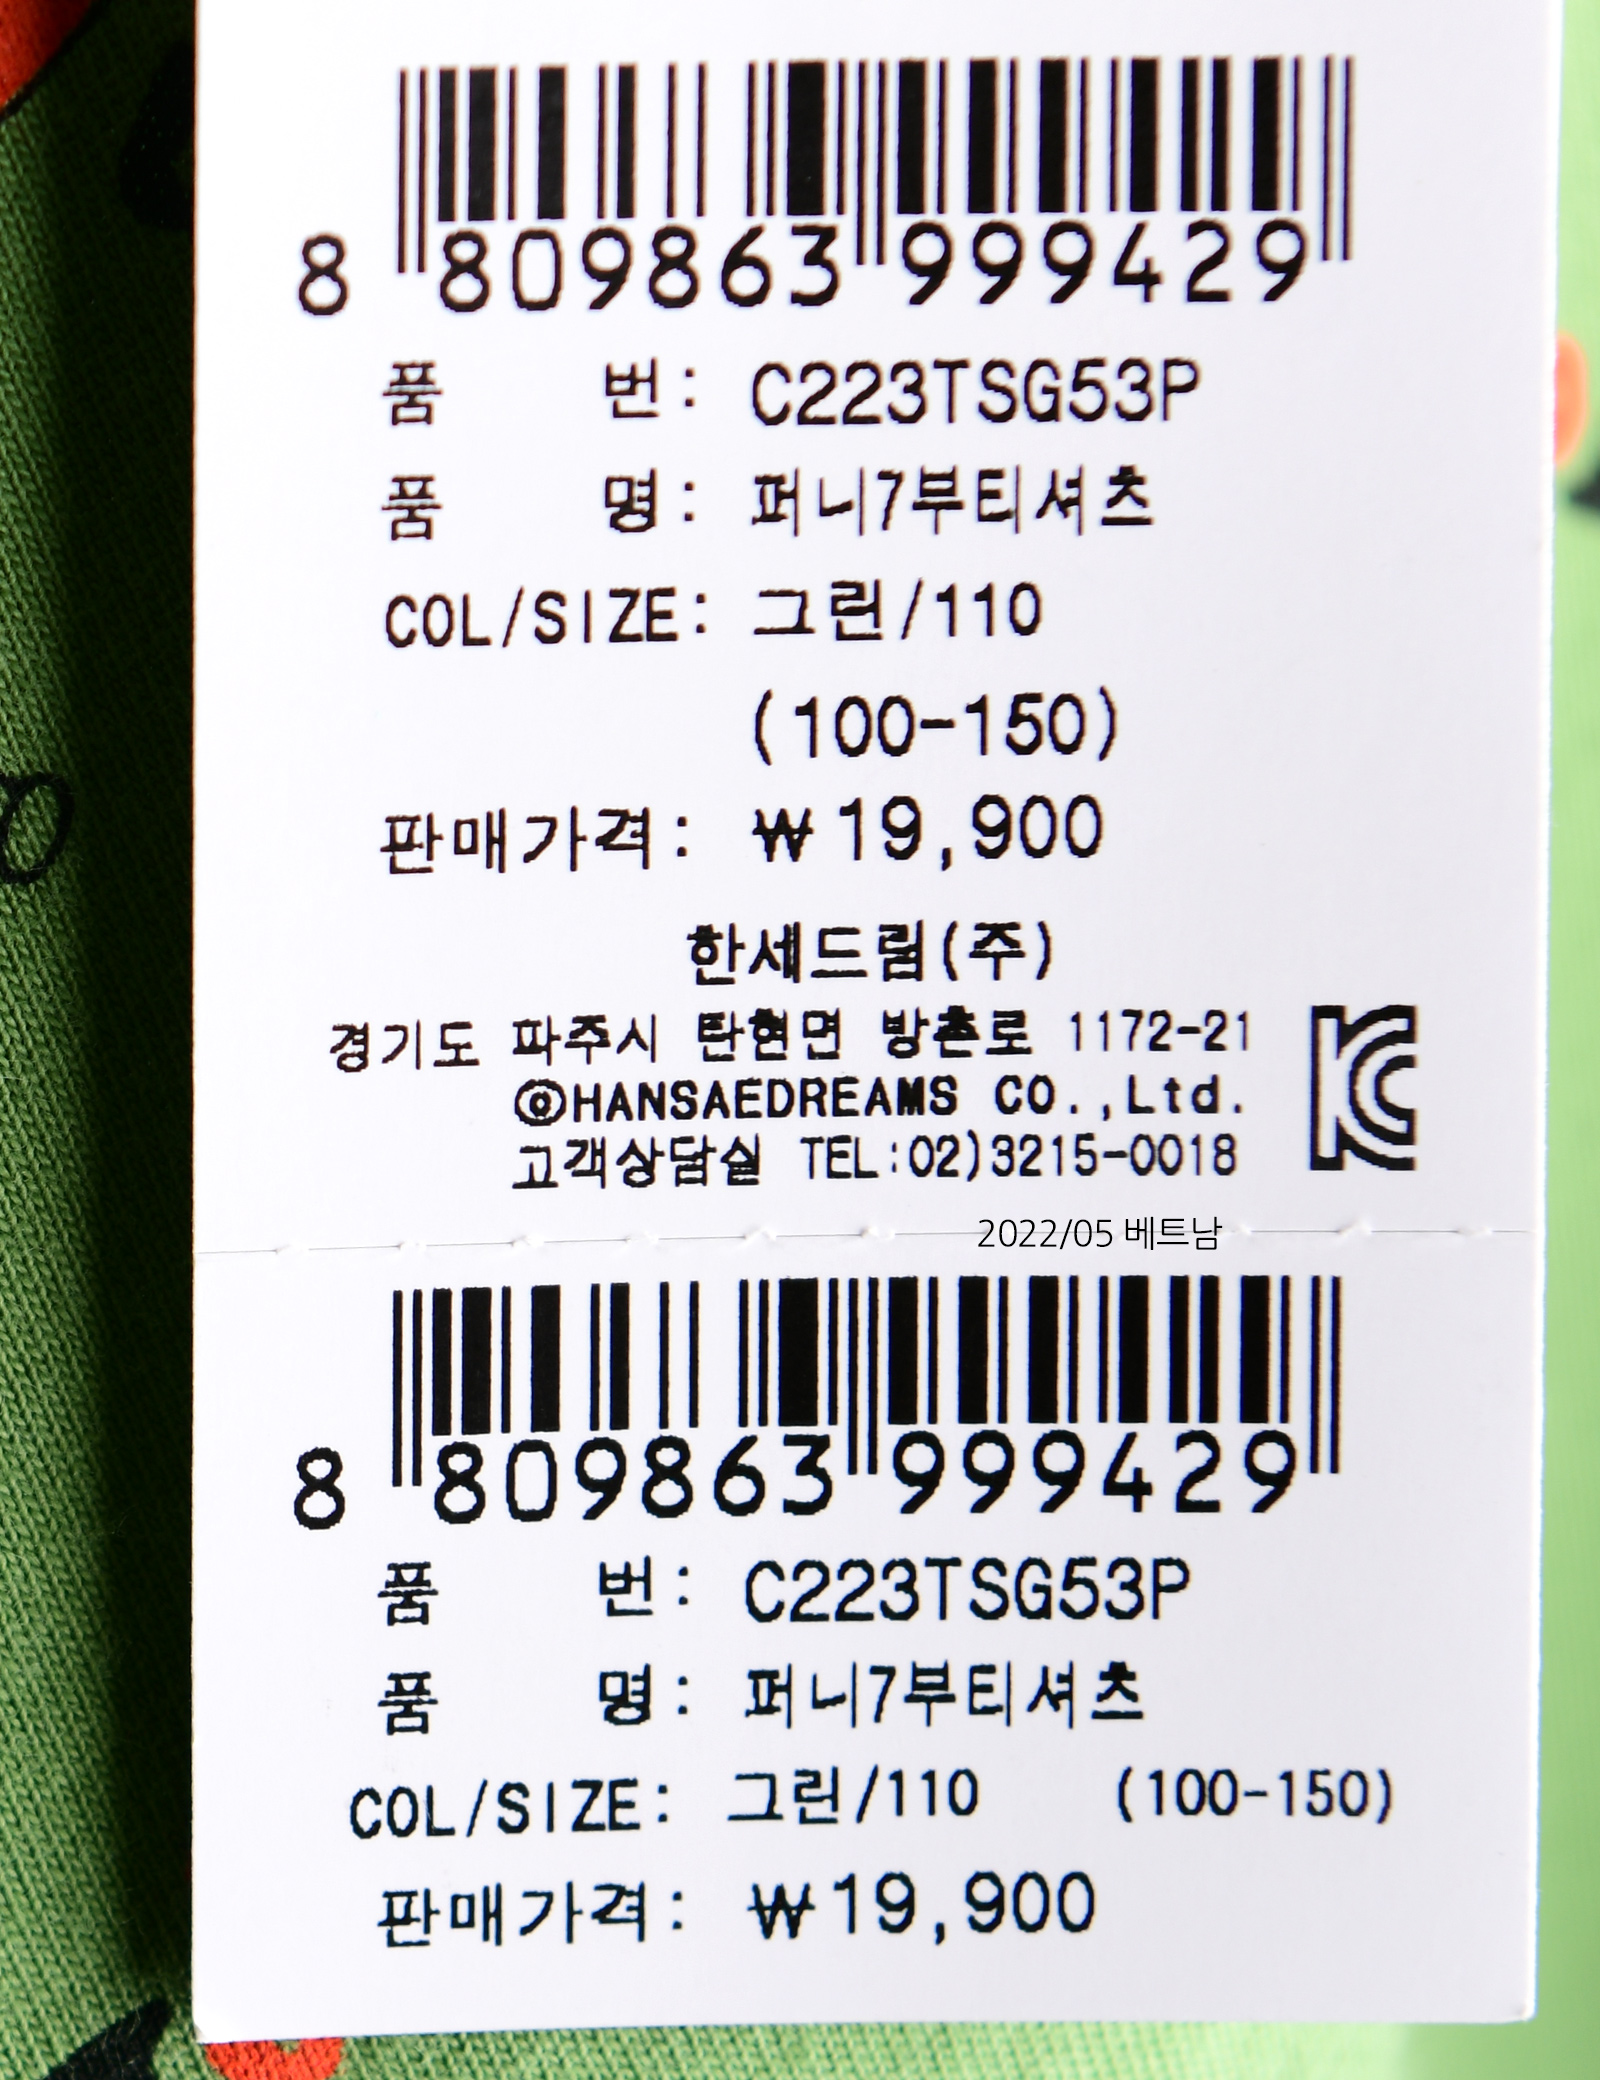 8 809863 999429
품 번: C223TSG53P
품 명: 퍼니7부티셔츠
COL/SIZE: 그린/110
(100-150)
판매가격: ₩19,900
한세드림(주)
경기도 파주시 탄현면 방촌로 1172-21
©HANSAEDREAMS CO.,Ltd.
고객상담실 TEL:02)3215-0018
2022/05 베트남
8 809863 999429
품 번: C223TSG53P
품 명: 퍼니7부티셔츠
COL/SIZE: 그린/110 (100-150)
판매가격: ₩19,900